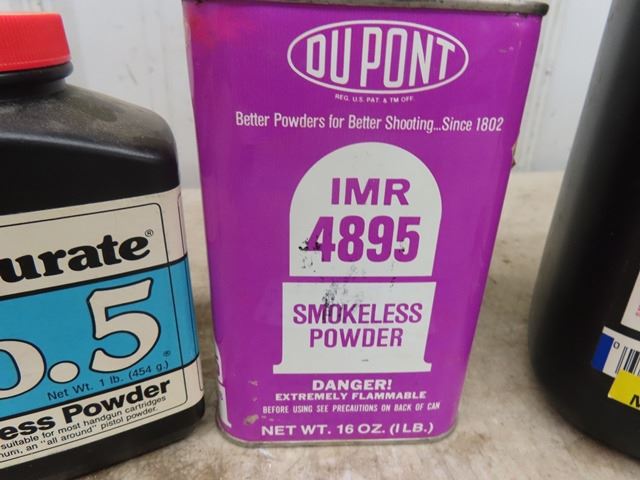 DU PONT
REG. U.S. PAT. & TM OFF.
Better Powders for Better Shooting...Since 1802
IMR
4895
SMOKELESS
POWDER
DANGER!
EXTREMELY FLAMMABLE
BEFORE USING SEE PRECAUTIONS ON BACK OF CAN
NET WT. 16 OZ. (1 LB.)
urate®
o.5®
Net Wt. 1 lb. (454 g.)
ess Powder
suitable for most handgun cartridges
num, an "all around" pistol powder.